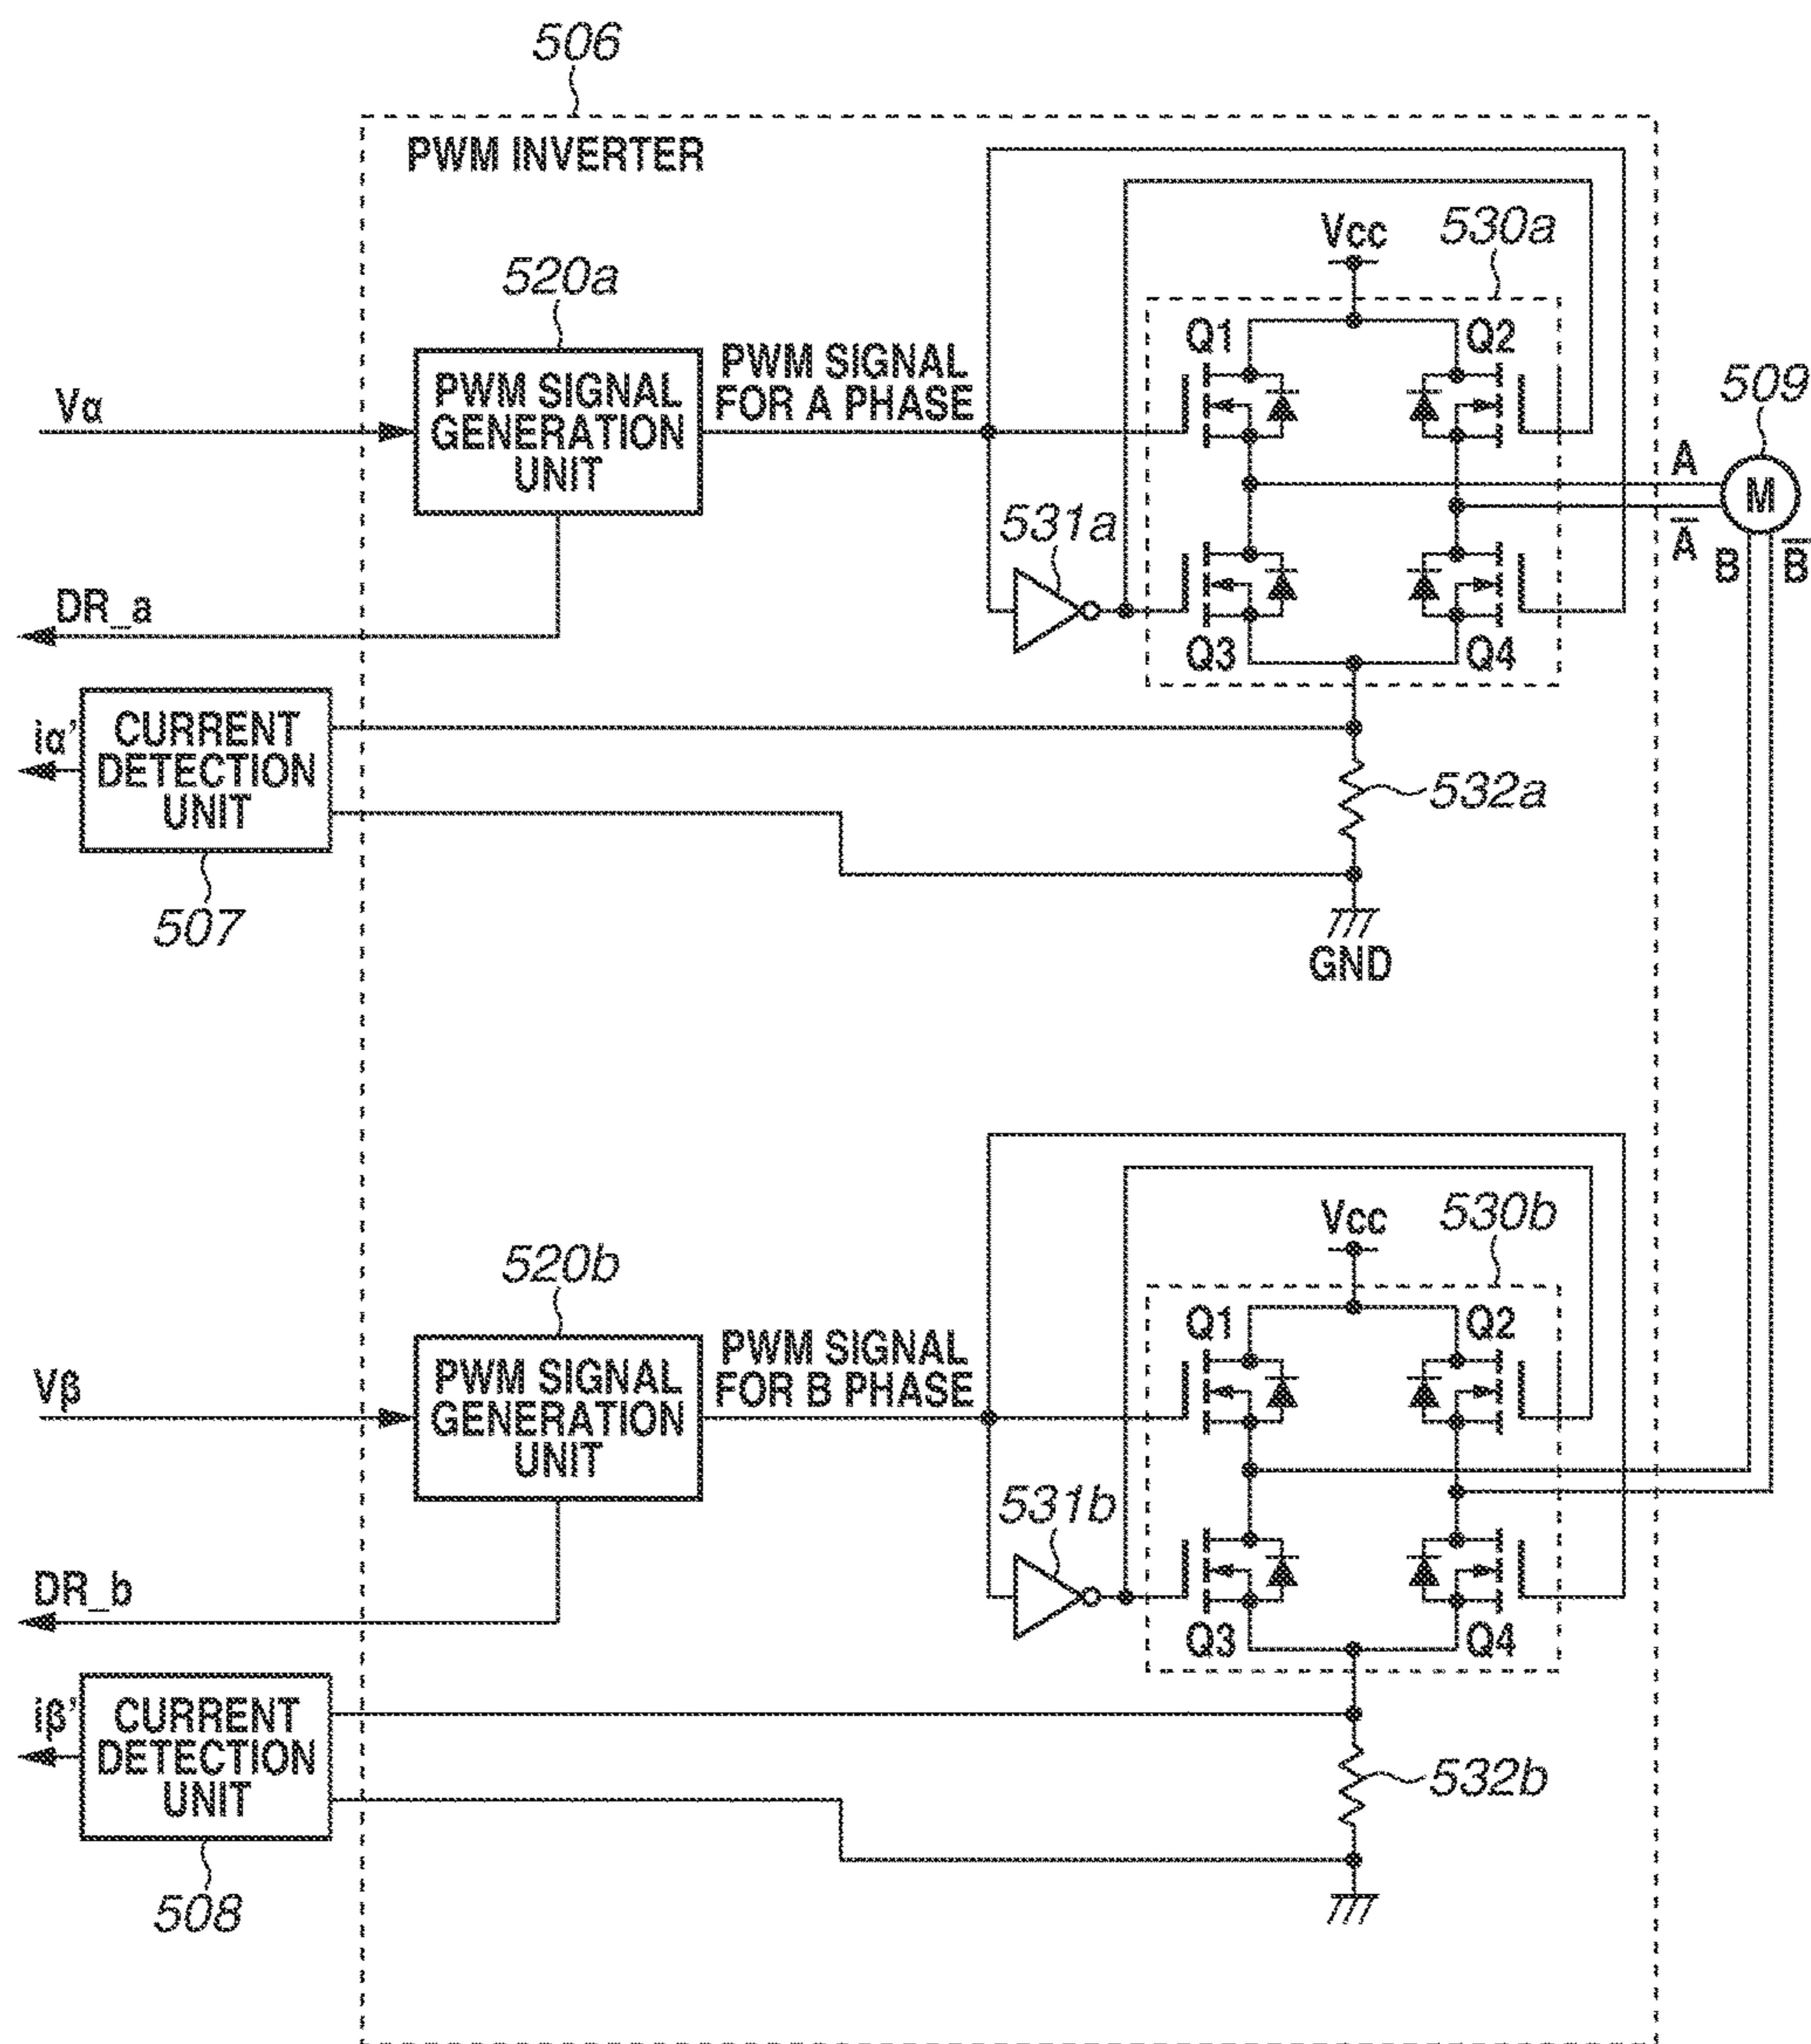 506
PWM INVERTER
Vcc
530a
520a
Q1
Q2
PWM SIGNAL
FOR A PHASE
509
Vα
PWM SIGNAL
GENERATION
UNIT
A
M
531a
A̅
B
B̅
DR_a
Q3
Q4
iα'
CURRENT
DETECTION
UNIT
532a
507
GND
Vcc
530b
520b
Q1
Q2
PWM SIGNAL
FOR B PHASE
Vβ
PWM SIGNAL
GENERATION
UNIT
531b
DR_b
Q3
Q4
iβ'
CURRENT
DETECTION
UNIT
532b
508